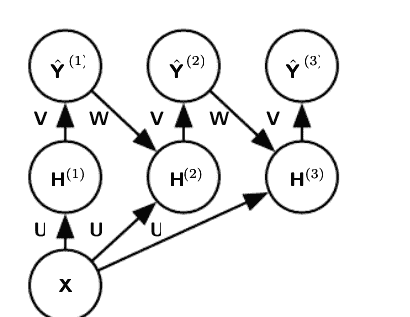 Ŷ(1) Ŷ(2) Ŷ(3)
V W V W V
H(1) H(2) H(3)
U U U
X